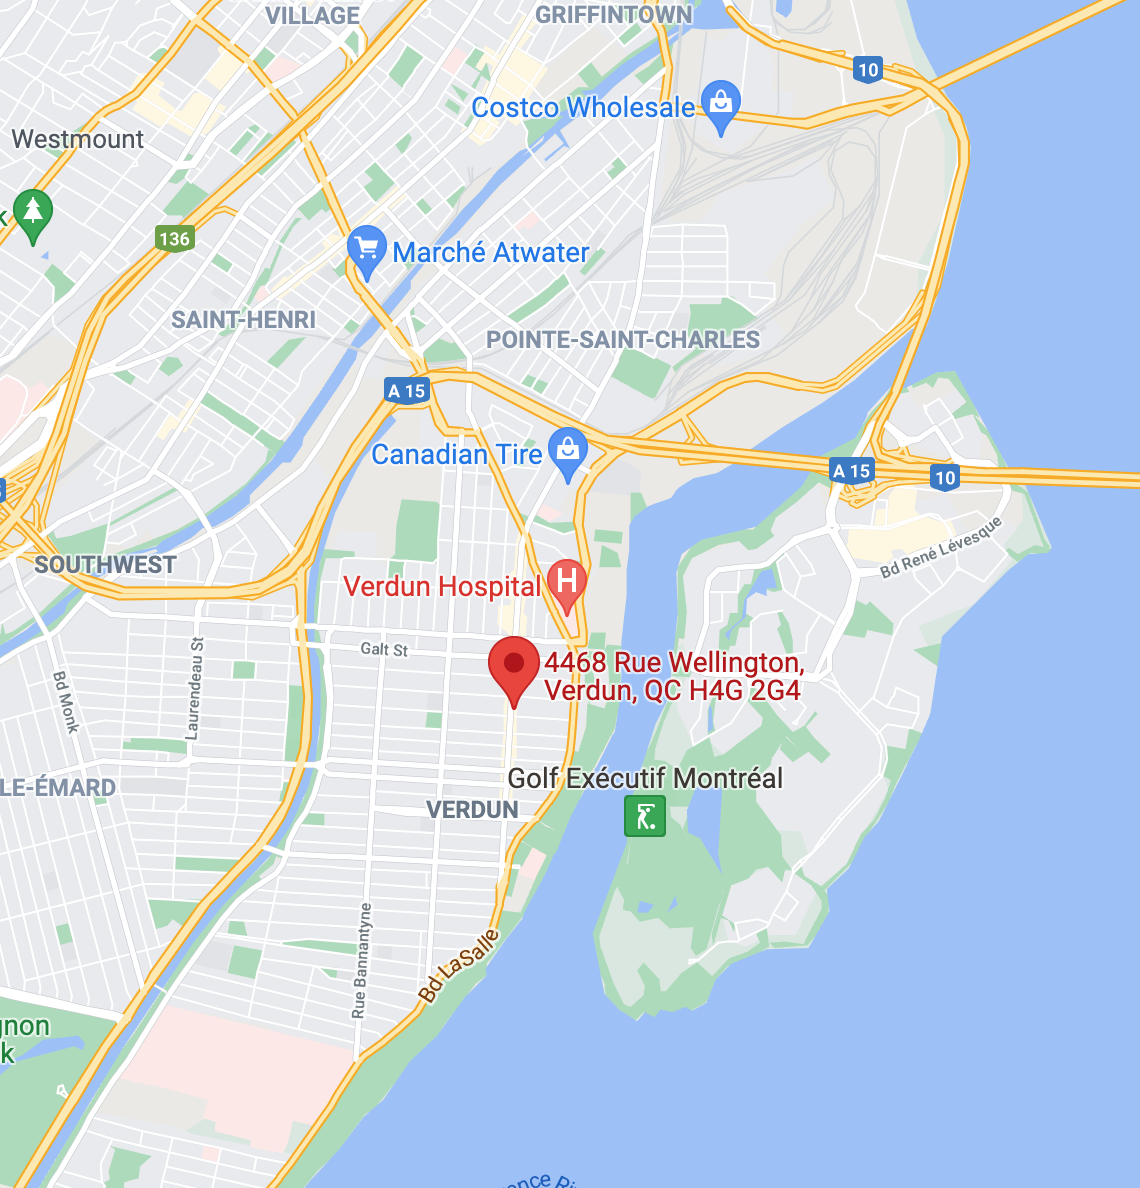 VILLAGE
GRIFFINTOWN
10
Costco Wholesale
Westmount
136
Marché Atwater
SAINT-HENRI
POINTE-SAINT-CHARLES
A 15
Canadian Tire
A 15
10
Bd René Lévesque
SOUTHWEST
Verdun Hospital
H
Galt St
4468 Rue Wellington,
Verdun, QC H4G 2G4
Laurendeau St
Bd Monk
Golf Exécutif Montréal
LE-ÉMARD
VERDUN
Rue Bannantyne
Bd LaSalle
gnon
k